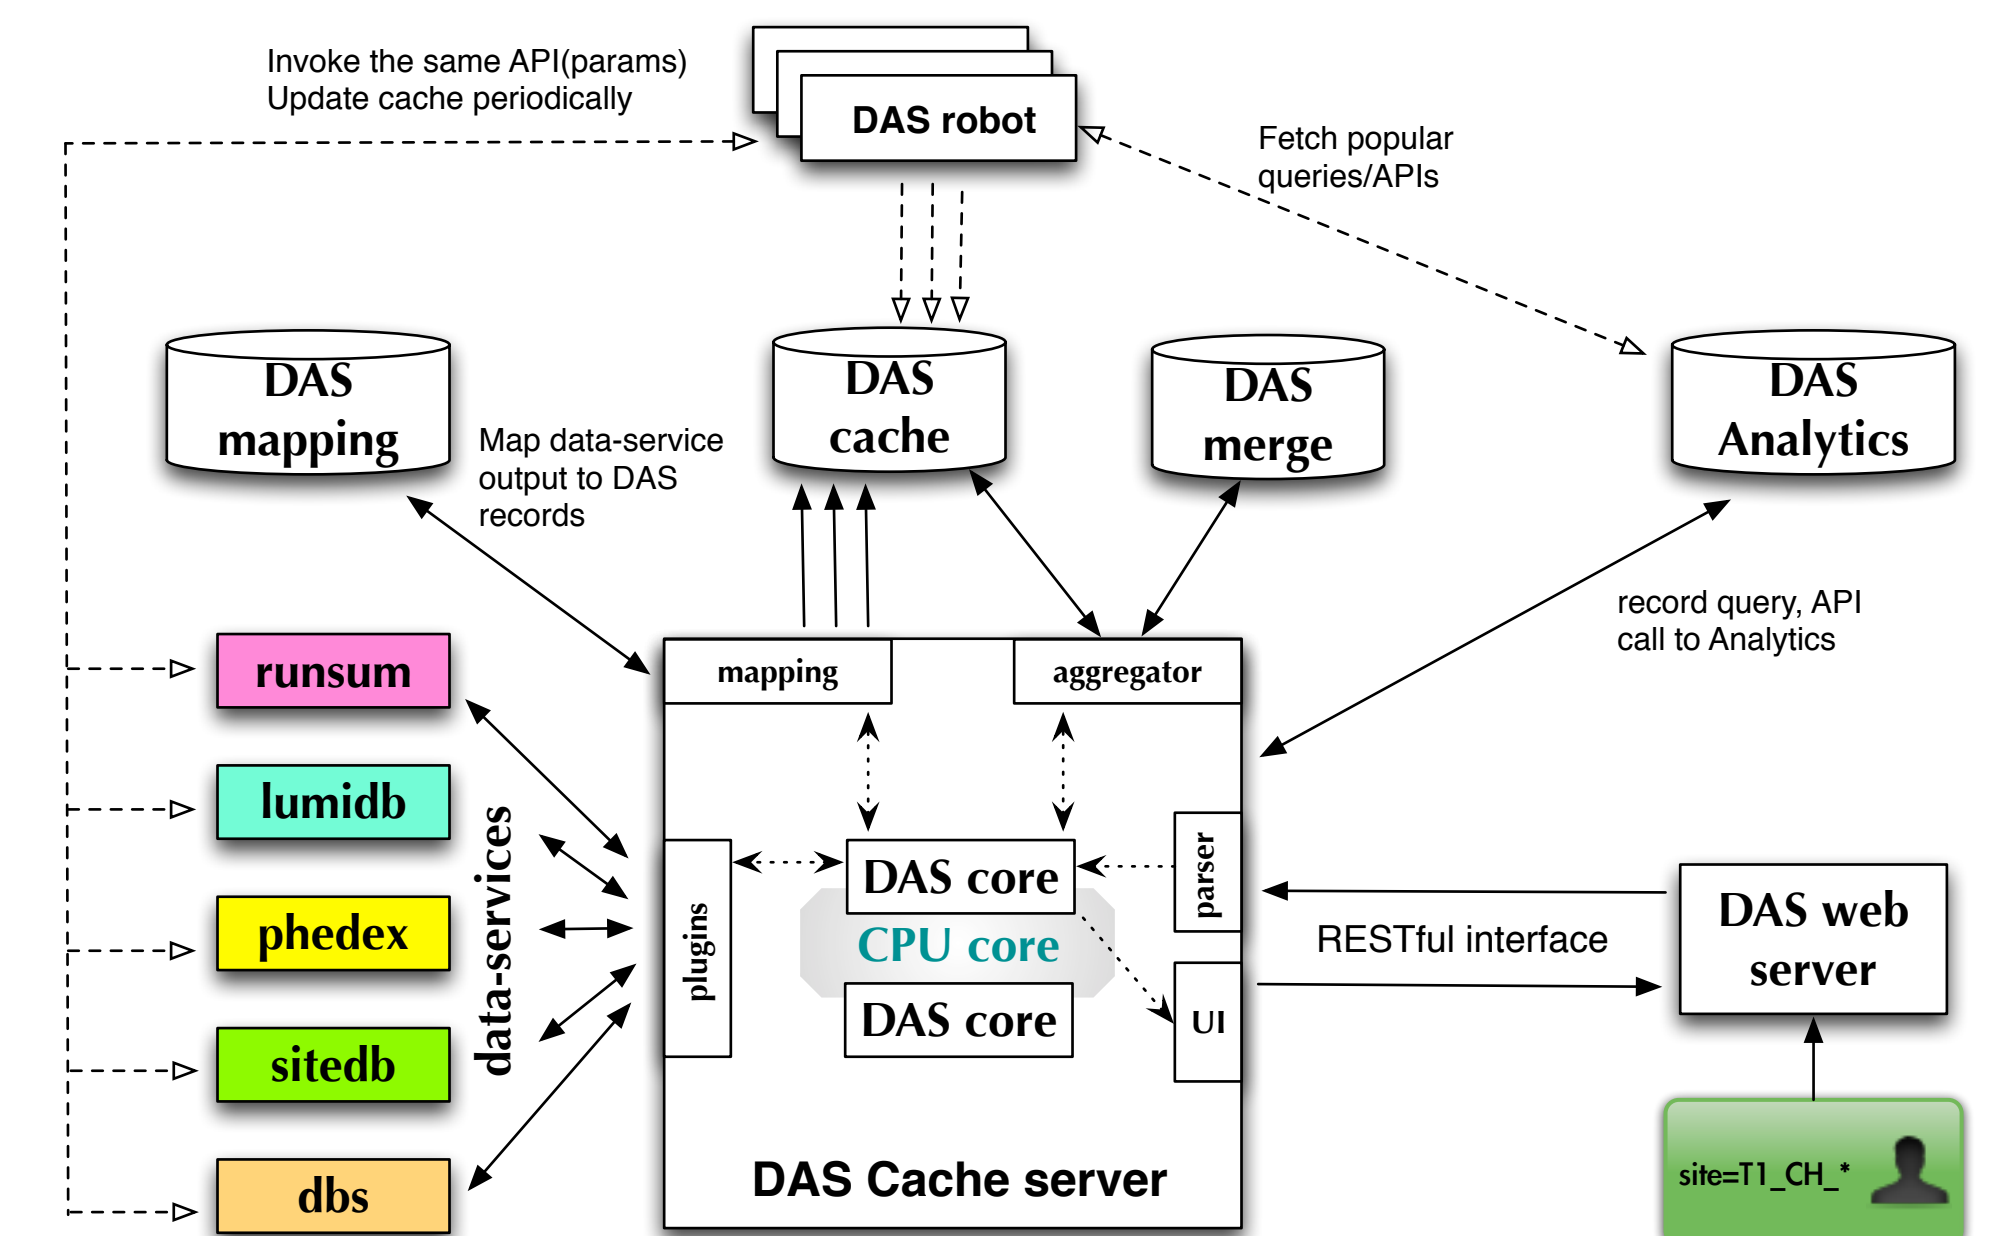 Invoke the same API(params)
Update cache periodically
DAS robot
Fetch popular
queries/APIs
DAS
mapping
DAS
cache
DAS
merge
DAS
Analytics
Map data-service
output to DAS
records
record query, API
call to Analytics
runsum
lumidb
phedex
sitedb
dbs
data-services
mapping
aggregator
plugins
DAS core
CPU core
DAS core
parser
UI
DAS Cache server
RESTful interface
DAS web
server
site=T1_CH_*